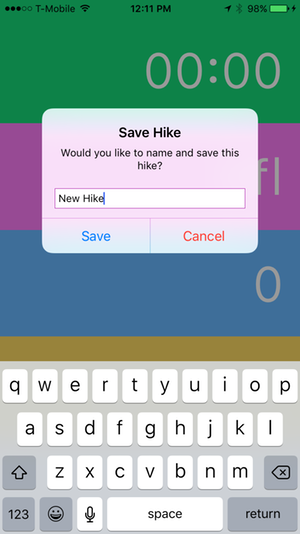 T-Mobile 12:11 PM 98%
00:00
Save Hike
Would you like to name and save this
hike?
fl
New Hike
Save Cancel
0
q w e r t y u i o p
a s d f g h j k l
z x c v b n m
123 space return